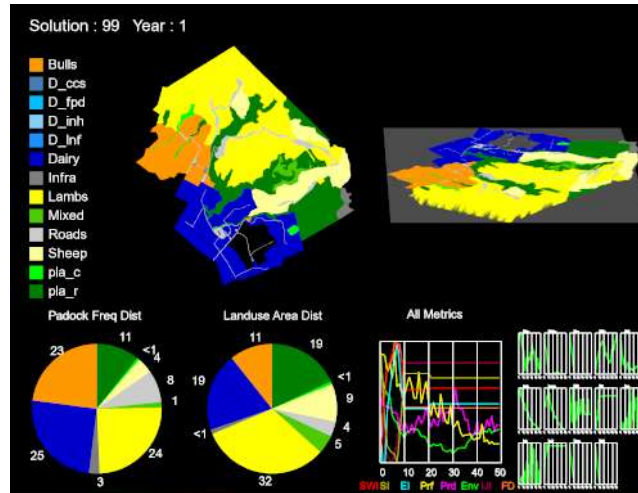 Solution : 99 Year : 1
Bulls
D_ccs
D_fpd
D_inh
D_lnf
Dairy
Infra
Lambs
Mixed
Roads
Sheep
pla_c
pla_r
Padock Freq Dist
Landuse Area Dist
All Metrics
11
<1
4
8
1
24
3
25
23
19
<1
9
4
5
32
<1
19
11
0 10 20 30 40 50
SWI SI EI Prf Prd Env IJI FD